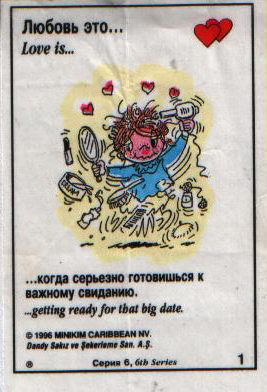 Любовь это...
Love is...
CREAM
...когда серьезно готовишься к
важному свиданию.
...getting ready for that big date.
© 1996 MINIKIM CARIBBEAN NV.
Dandy Sakız ve Şekerleme San. A.Ş.
® Серия 6, 6th Series 1